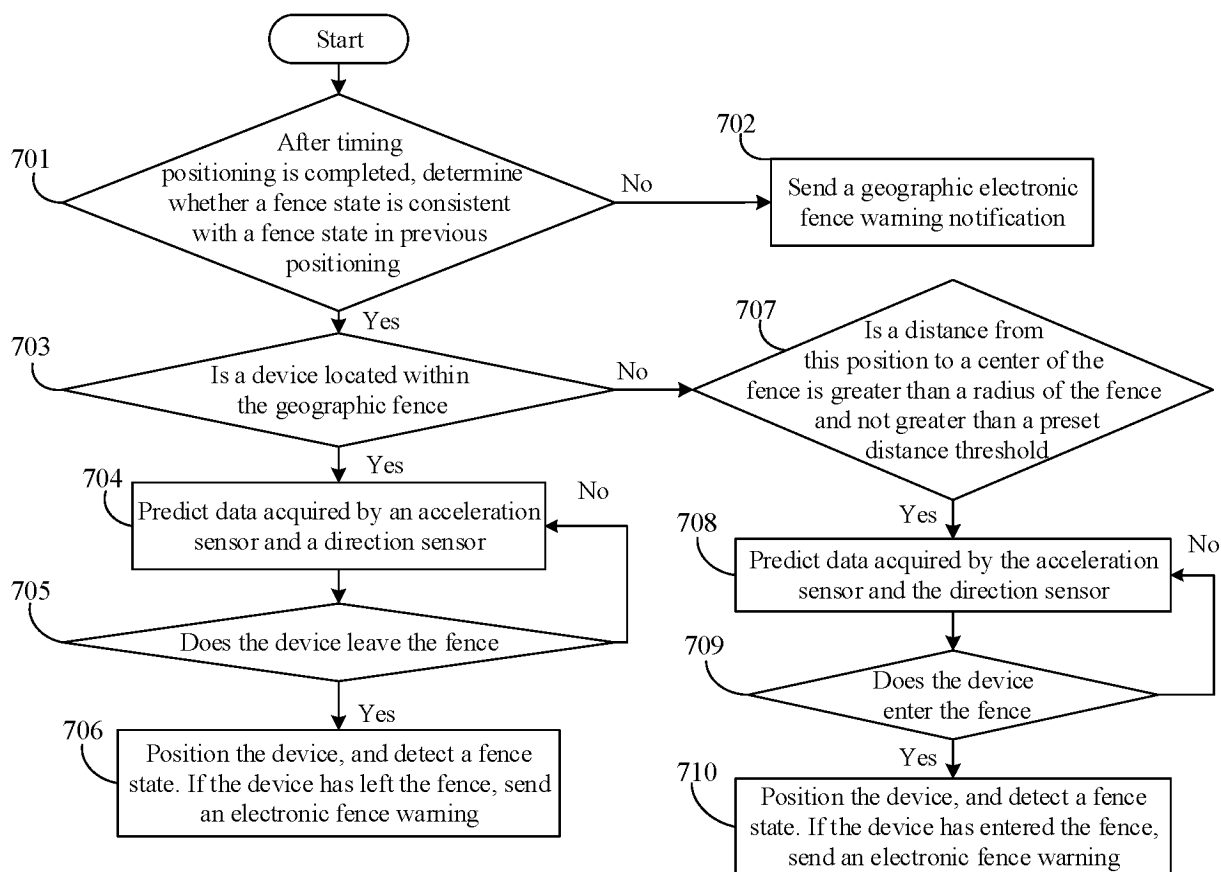 Start
701
After timing
positioning is completed, determine
whether a fence state is consistent
with a fence state in previous
positioning
No
702
Send a geographic electronic
fence warning notification
Yes
703
Is a device located within
the geographic fence
No
707
Is a distance from
this position to a center of the
fence is greater than a radius of the fence
and not greater than a preset
distance threshold
Yes
704
Predict data acquired by an acceleration
sensor and a direction sensor
No
705
Does the device leave the fence
Yes
706
Position the device, and detect a fence
state. If the device has left the fence, send
an electronic fence warning
Yes
708
Predict data acquired by the acceleration
sensor and the direction sensor
No
709
Does the device
enter the fence
Yes
710
Position the device, and detect a fence
state. If the device has entered the fence,
send an electronic fence warning